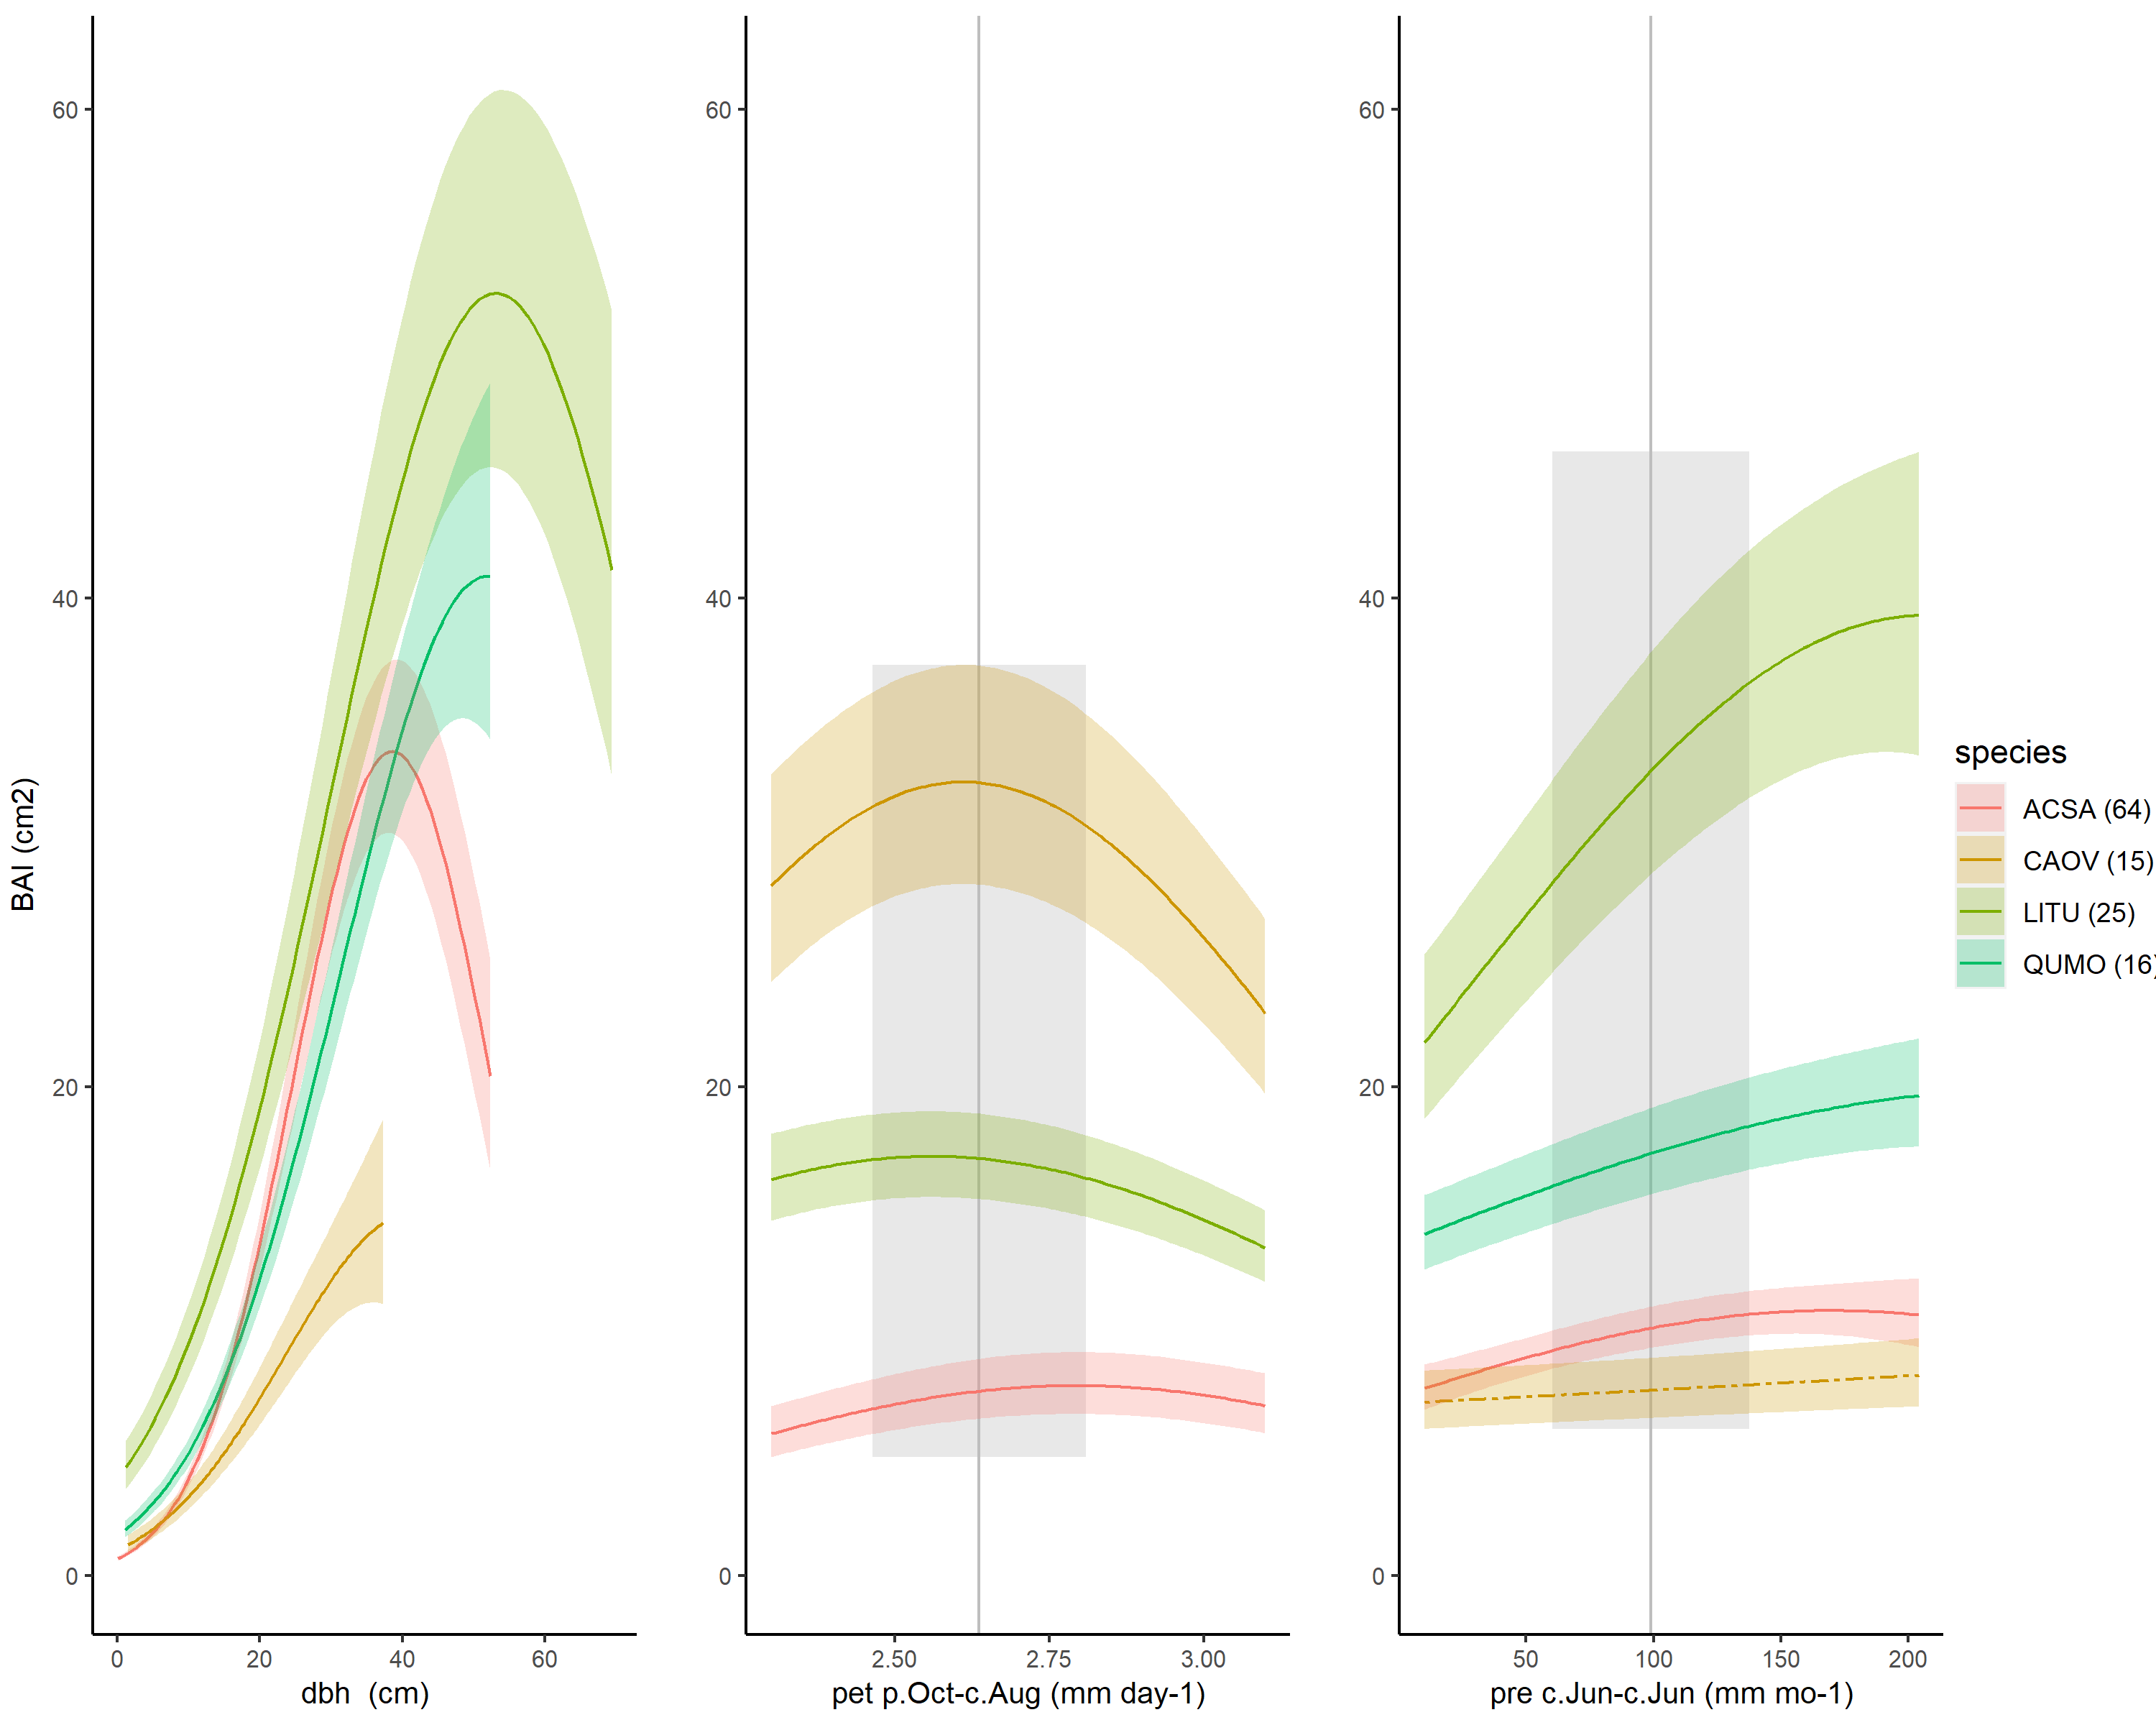 BAI (cm2)
60
40
20
0
0 20 40 60
dbh (cm)
60
40
20
0
2.50 2.75 3.00
pet p.Oct-c.Aug (mm day-1)
60
40
20
0
50 100 150 200
pre c.Jun-c.Jun (mm mo-1)
species
ACSA (64)
CAOV (15)
LITU (25)
QUMO (16)